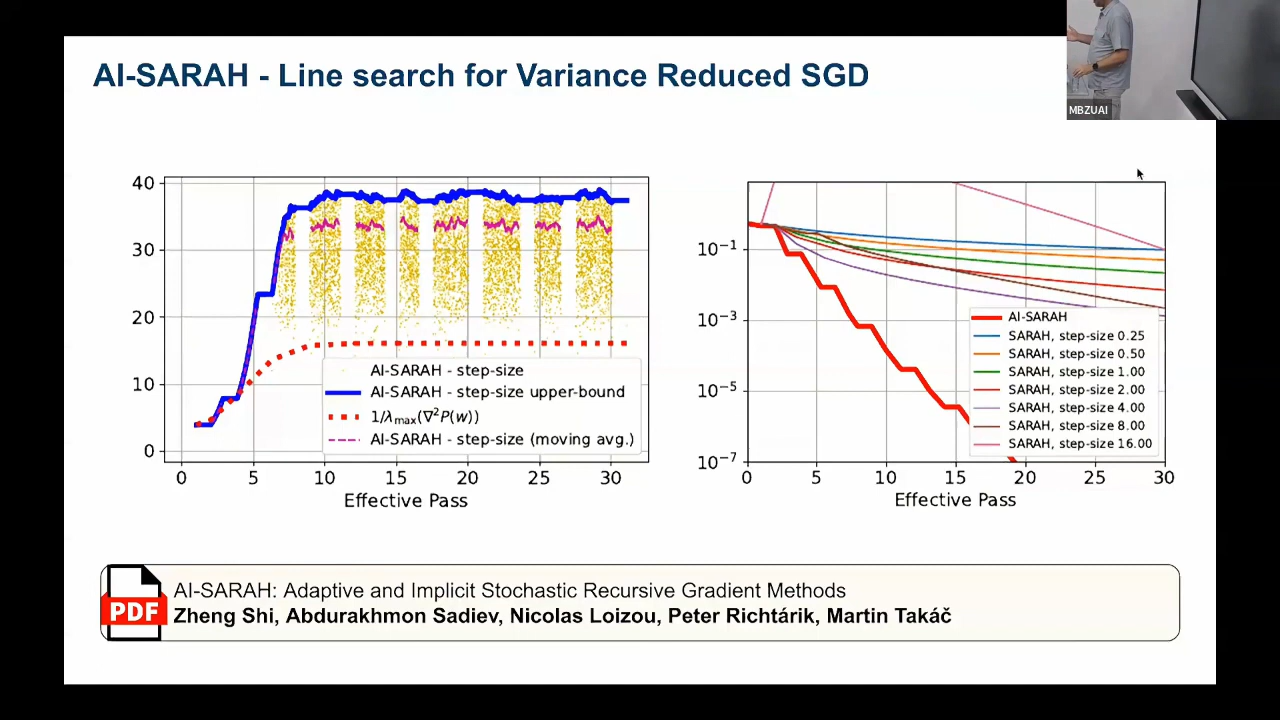 AI-SARAH - Line search for Variance Reduced SGD
MBZUAI
40
30
20
10
0
0 5 10 15 20 25 30
Effective Pass
AI-SARAH - step-size
AI-SARAH - step-size upper-bound
1/λmax(∇²P(w))
AI-SARAH - step-size (moving avg.)
10⁻¹
10⁻³
10⁻⁵
10⁻⁷
0 5 10 15 20 25 30
Effective Pass
AI-SARAH
SARAH, step-size 0.25
SARAH, step-size 0.50
SARAH, step-size 1.00
SARAH, step-size 2.00
SARAH, step-size 4.00
SARAH, step-size 8.00
SARAH, step-size 16.00
PDF
AI-SARAH: Adaptive and Implicit Stochastic Recursive Gradient Methods
Zheng Shi, Abdurakhmon Sadiev, Nicolas Loizou, Peter Richtárik, Martin Takáč